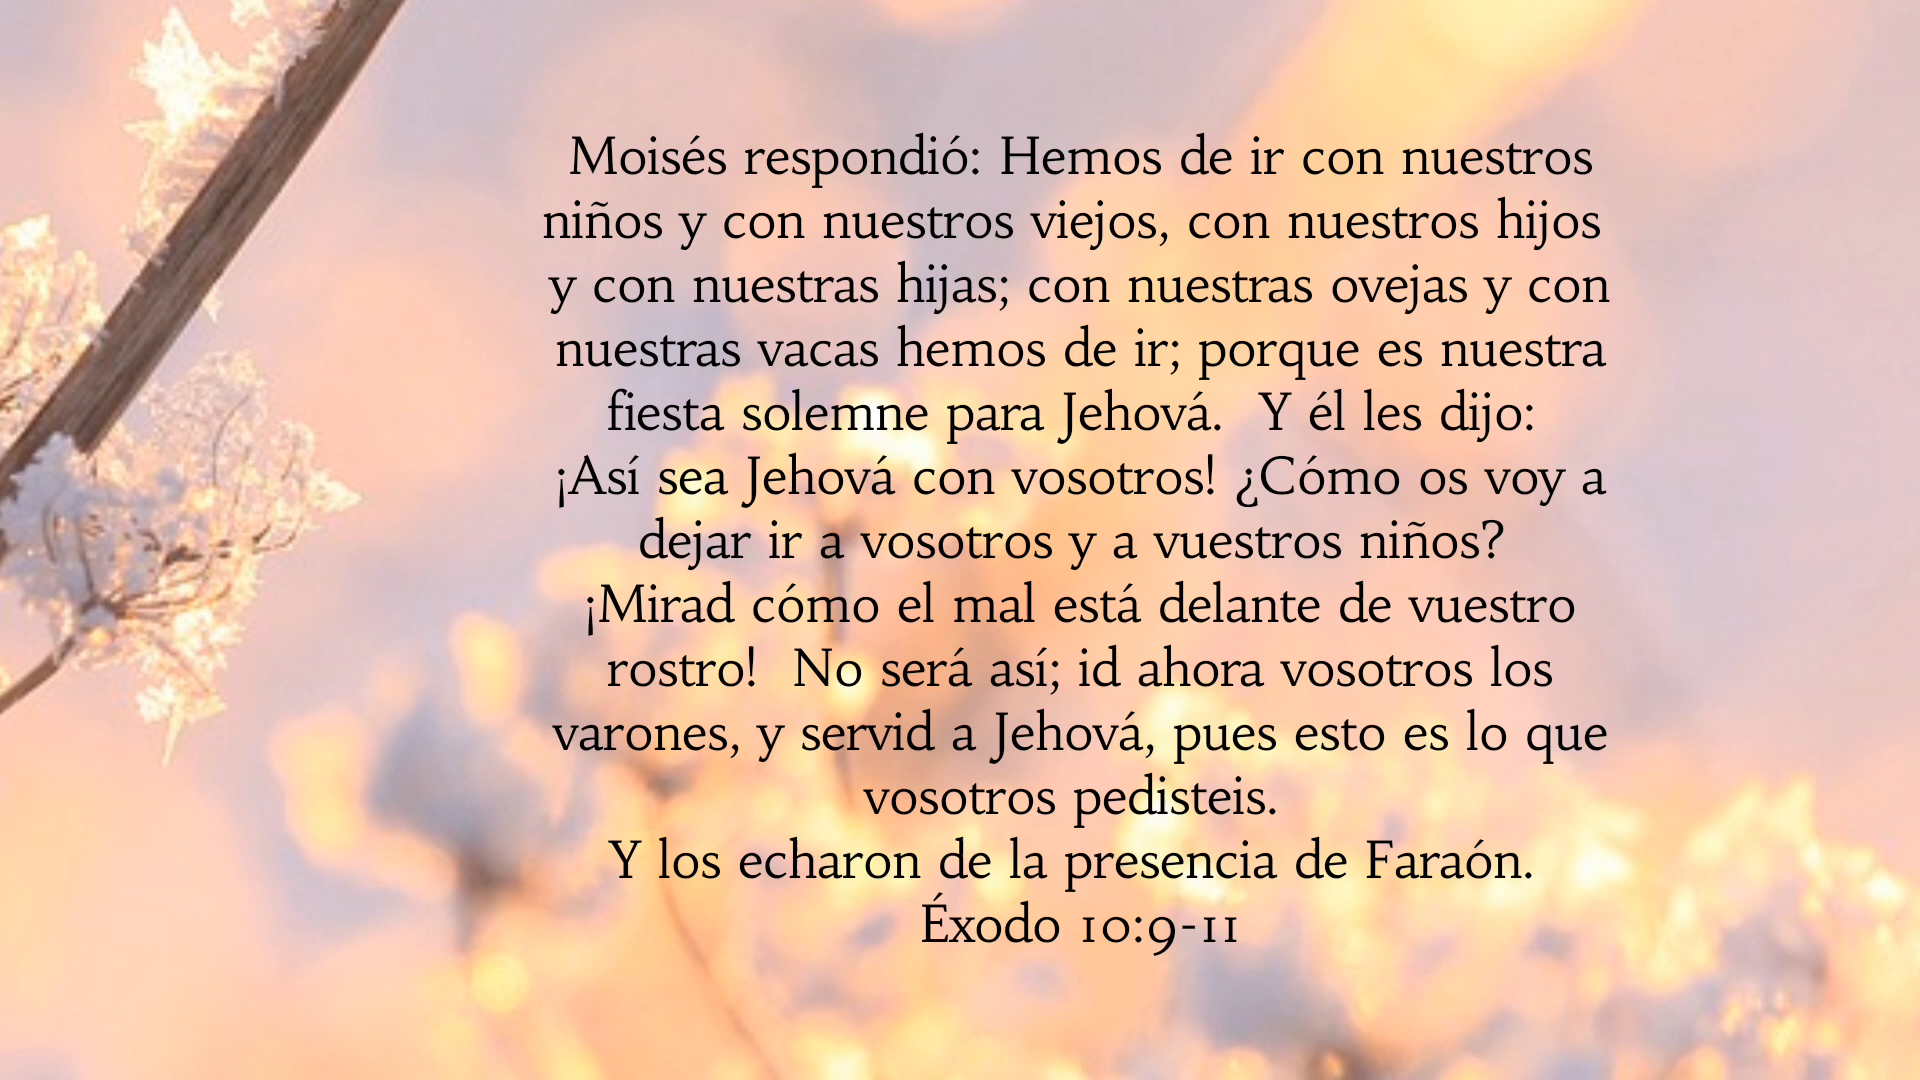 Moisés respondió: Hemos de ir con nuestros
niños y con nuestros viejos, con nuestros hijos
y con nuestras hijas; con nuestras ovejas y con
nuestras vacas hemos de ir; porque es nuestra
fiesta solemne para Jehová.  Y él les dijo:
¡Así sea Jehová con vosotros! ¿Cómo os voy a
dejar ir a vosotros y a vuestros niños?
¡Mirad cómo el mal está delante de vuestro
rostro!  No será así; id ahora vosotros los
varones, y servid a Jehová, pues esto es lo que
vosotros pedisteis.
Y los echaron de la presencia de Faraón.
Éxodo 10:9-11